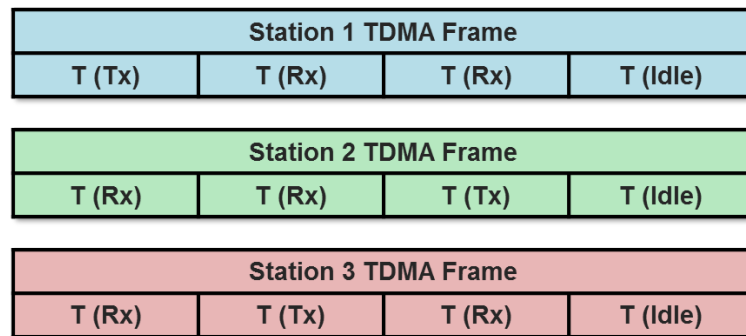 Station 1 TDMA Frame
T (Tx) T (Rx) T (Rx) T (Idle)
Station 2 TDMA Frame
T (Rx) T (Rx) T (Tx) T (Idle)
Station 3 TDMA Frame
T (Rx) T (Tx) T (Rx) T (Idle)